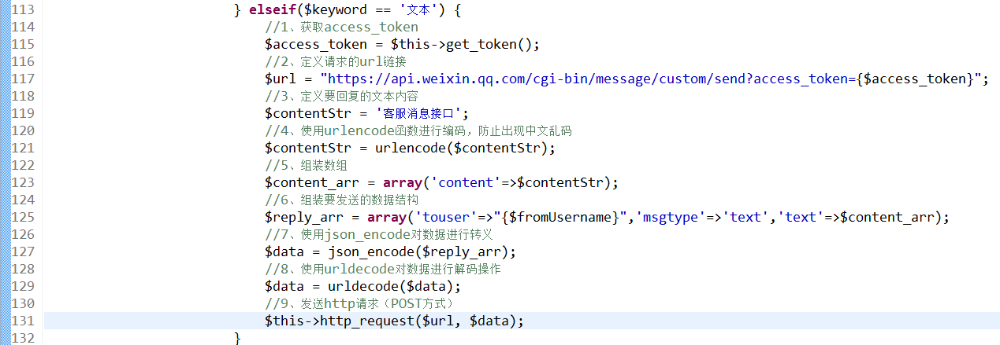 113 } elseif($keyword == '文本') {
114 //1、获取access_token
115 $access_token = $this->get_token();
116 //2、定义请求的url链接
117 $url = "https://api.weixin.qq.com/cgi-bin/message/custom/send?access_token={$access_token}";
118 //3、定义要回复的文本内容
119 $contentStr = '客服消息接口';
120 //4、使用urlencode函数进行编码，防止出现中文乱码
121 $contentStr = urlencode($contentStr);
122 //5、组装数组
123 $content_arr = array('content'=>$contentStr);
124 //6、组装要发送的数据结构
125 $reply_arr = array('touser'=>"{$fromUsername}",'msgtype'=>'text','text'=>$content_arr);
126 //7、使用json_encode对数据进行转义
127 $data = json_encode($reply_arr);
128 //8、使用urldecode对数据进行解码操作
129 $data = urldecode($data);
130 //9、发送http请求（POST方式）
131 $this->http_request($url, $data);
132 }